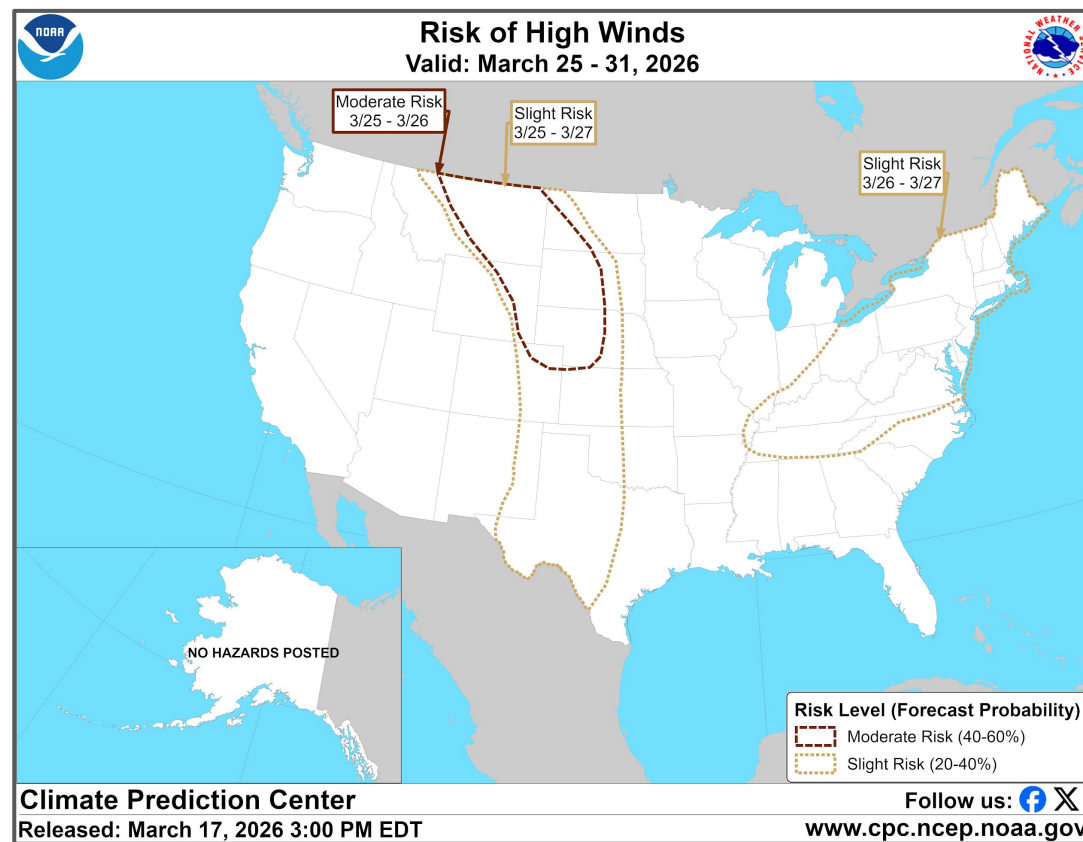 NOAA
Risk of High Winds
Valid: March 25 - 31, 2026
NATIONAL WEATHER SERVICE
Moderate Risk
3/25 - 3/26
Slight Risk
3/25 - 3/27
Slight Risk
3/26 - 3/27
NO HAZARDS POSTED
Risk Level (Forecast Probability)
Moderate Risk (40-60%)
Slight Risk (20-40%)
Climate Prediction Center
Follow us:
Released: March 17, 2026 3:00 PM EDT
www.cpc.ncep.noaa.gov